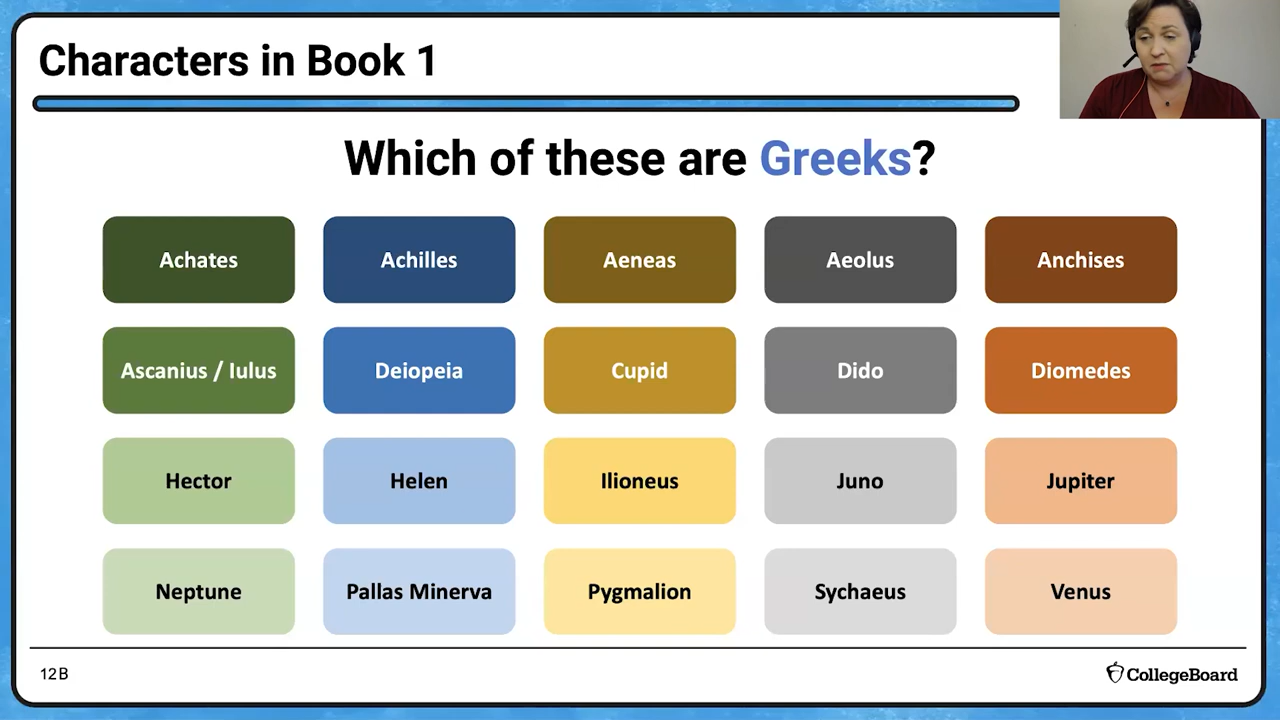 Characters in Book 1
Which of these are Greeks?
Achates
Achilles
Aeneas
Aeolus
Anchises
Ascanius / Iulus
Deiopeia
Cupid
Dido
Diomedes
Hector
Helen
Ilioneus
Juno
Jupiter
Neptune
Pallas Minerva
Pygmalion
Sychaeus
Venus
12B
CollegeBoard